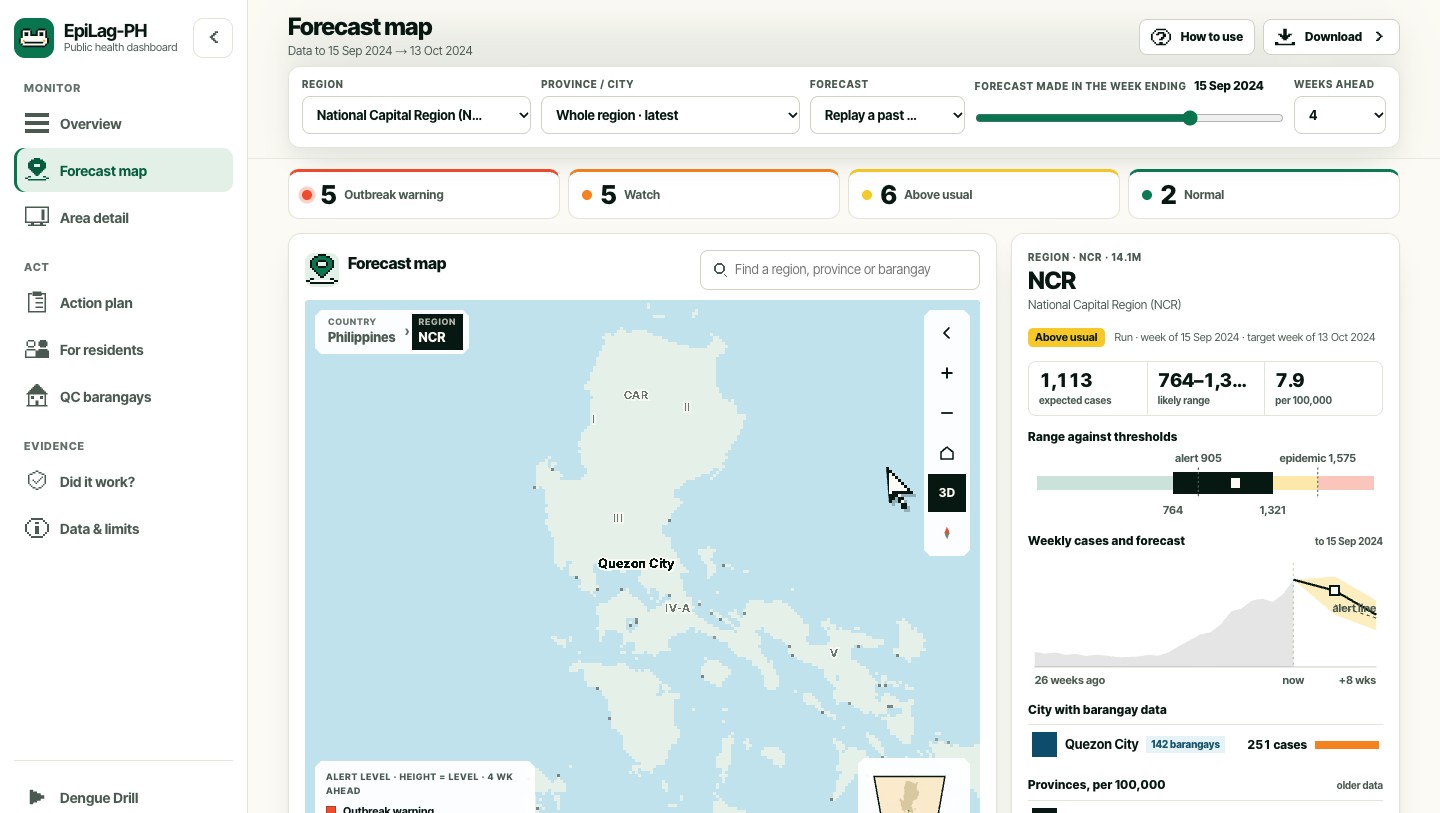 EpiLag-PH
Public health dashboard
MONITOR
Overview
Forecast map
Area detail
ACT
Action plan
For residents
QC barangays
EVIDENCE
Did it work?
Data & limits
Dengue Drill
Forecast map
Data to 15 Sep 2024 → 13 Oct 2024
How to use
Download
REGION
National Capital Region (N...
PROVINCE / CITY
Whole region · latest
FORECAST
Replay a past ...
FORECAST MADE IN THE WEEK ENDING 15 Sep 2024
WEEKS AHEAD
4
5 Outbreak warning
5 Watch
6 Above usual
2 Normal
Forecast map
Find a region, province or barangay
COUNTRY
Philippines
›
REGION
NCR
3D
CAR
I
II
III
Quezon City
IV-A
V
ALERT LEVEL · HEIGHT = LEVEL · 4 WK
AHEAD
Outbreak warning
REGION · NCR · 14.1M
NCR
National Capital Region (NCR)
Above usual
Run · week of 15 Sep 2024 · target week of 13 Oct 2024
1,113
expected cases
764–1,3...
likely range
7.9
per 100,000
Range against thresholds
alert 905
epidemic 1,575
764
1,321
Weekly cases and forecast
to 15 Sep 2024
alert line
26 weeks ago
now
+8 wks
City with barangay data
Quezon City
142 barangays
251 cases
Provinces, per 100,000
older data